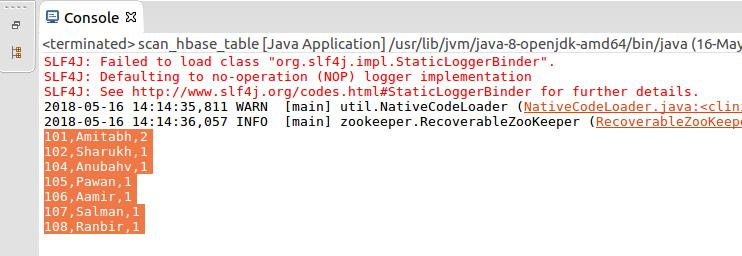 Console
<terminated> scan_hbase_table [Java Application] /usr/lib/jvm/java-8-openjdk-amd64/bin/java (16-May
SLF4J: Failed to load class "org.slf4j.impl.StaticLoggerBinder".
SLF4J: Defaulting to no-operation (NOP) logger implementation
SLF4J: See http://www.slf4j.org/codes.html#StaticLoggerBinder for further details.
2018-05-16 14:14:35,811 WARN  [main] util.NativeCodeLoader (NativeCodeLoader.java:<clin
2018-05-16 14:14:36,057 INFO  [main] zookeeper.RecoverableZooKeeper (RecoverableZooKeepe
101,Amitabh,2
102,Sharukh,1
104,Anubahv,1
105,Pawan,1
106,Aamir,1
107,Salman,1
108,Ranbir,1